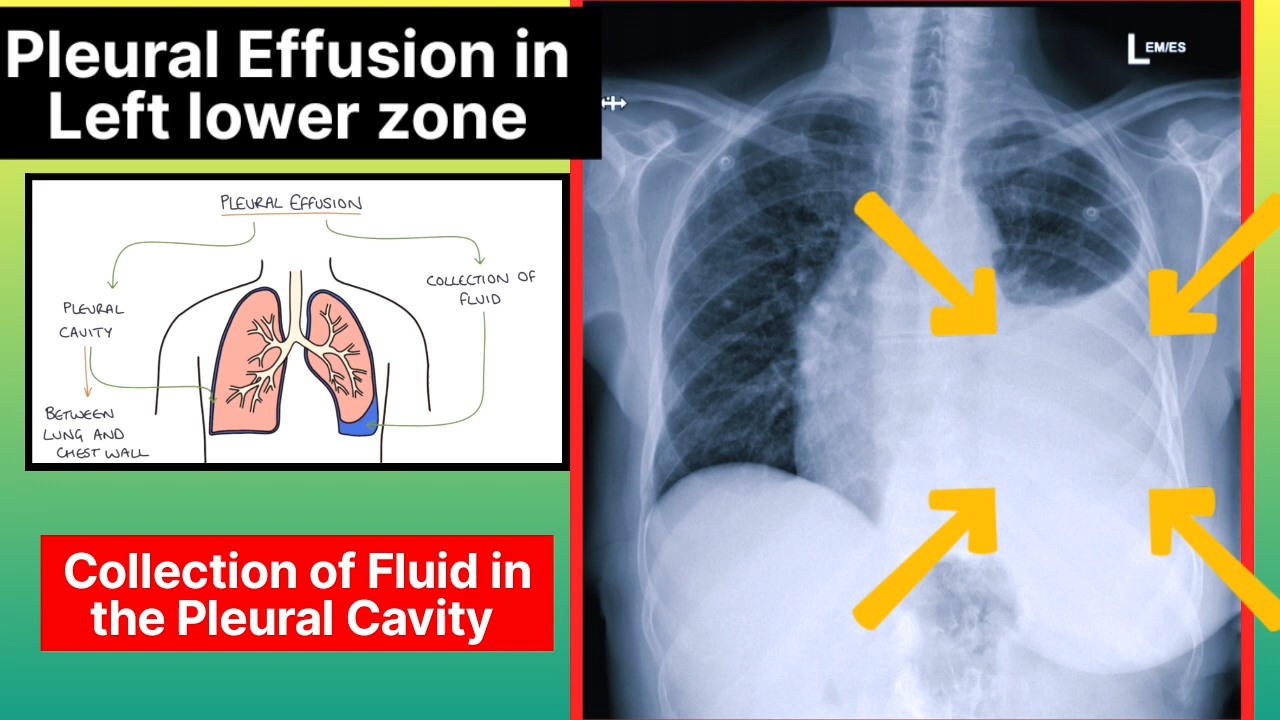 Pleural Effusion in
Left lower zone
PLEURAL EFFUSION
PLEURAL
CAVITY
BETWEEN
LUNG AND
CHEST WALL
COLLECTION OF
FLUID
Collection of Fluid in
the Pleural Cavity
L EM/ES